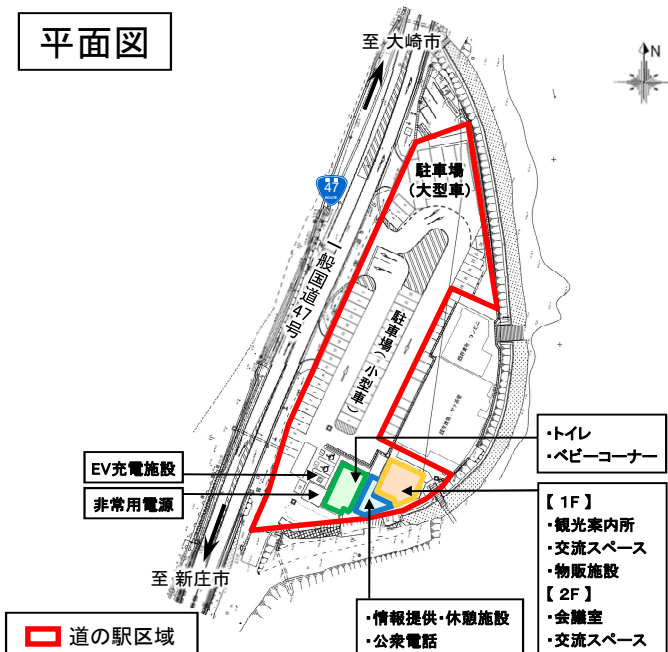 平面図
至 大崎市
N
駐車場
(大型車)
47
ROUTE
一般国道47号
駐車場(小型車)
・トイレ
・ベビーコーナー
EV充電施設
非常用電源
【 1F 】
・観光案内所
・交流スペース
・物販施設
【 2F 】
・会議室
・交流スペース
至 新庄市
・情報提供・休憩施設
・公衆電話
道の駅区域